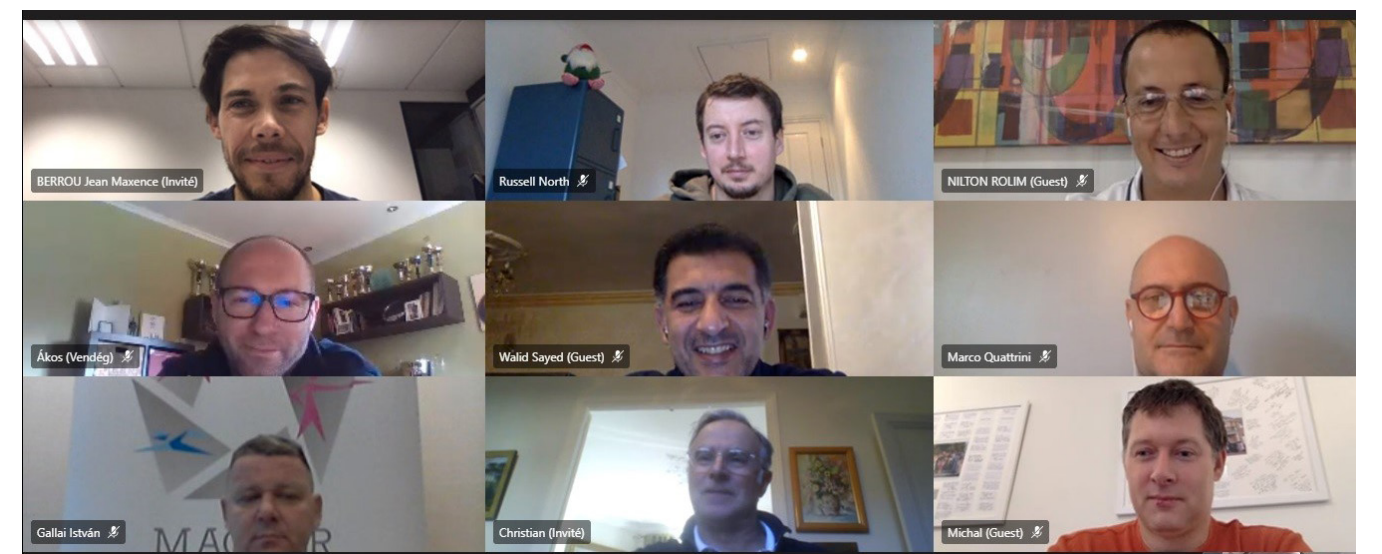 BERROU Jean Maxence (Invité)
Russell North
NILTON ROLIM (Guest)
Ákos (Vendég)
Walid Sayed (Guest)
Marco Quattrini
Gallai István
Christian (Invité)
Michal (Guest)